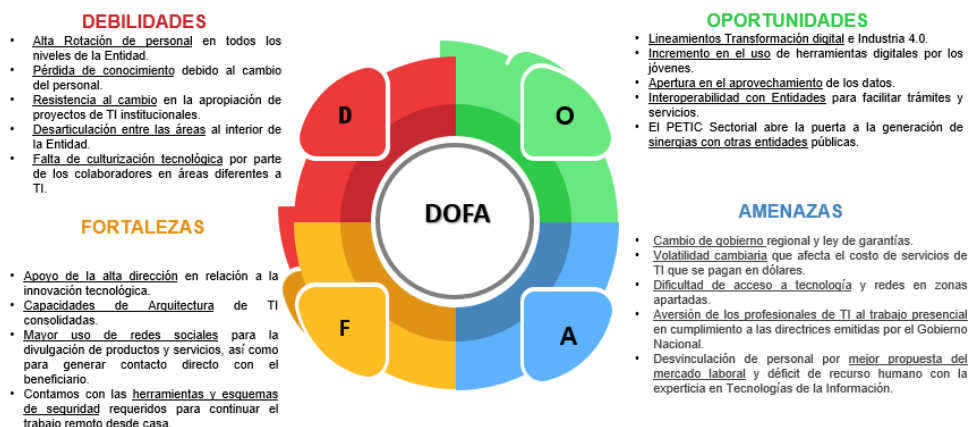 DEBILIDADES
• Alta Rotación de personal en todos los
niveles de la Entidad.
• Pérdida de conocimiento debido al cambio
del personal.
• Resistencia al cambio en la apropiación de
proyectos de TI institucionales.
• Desarticulación entre las áreas al interior de
la Entidad.
• Falta de culturización tecnológica por parte
de los colaboradores en áreas diferentes a
TI.
FORTALEZAS
• Apoyo de la alta dirección en relación a la
innovación tecnológica.
• Capacidades de Arquitectura de TI
consolidadas.
• Mayor uso de redes sociales para la
divulgación de productos y servicios, así como
para generar contacto directo con el
beneficiario.
• Contamos con las herramientas y esquemas
de seguridad requeridos para continuar el
trabajo remoto desde casa.
D
O
DOFA
F
A
OPORTUNIDADES
• Lineamientos Transformación digital e Industria 4.0.
• Incremento en el uso de herramientas digitales por los
jóvenes.
• Apertura en el aprovechamiento de los datos.
• Interoperabilidad con Entidades para facilitar trámites y
servicios.
• El PETIC Sectorial abre la puerta a la generación de
sinergias con otras entidades públicas.
AMENAZAS
• Cambio de gobierno regional y ley de garantías.
• Volatilidad cambiaria que afecta el costo de servicios de
TI que se pagan en dólares.
• Dificultad de acceso a tecnología y redes en zonas
apartadas.
• Aversión de los profesionales de TI al trabajo presencial
en cumplimiento a las directrices emitidas por el Gobierno
Nacional.
• Desvinculación de personal por mejor propuesta del
mercado laboral y déficit de recurso humano con la
experticia en Tecnologías de la Información.